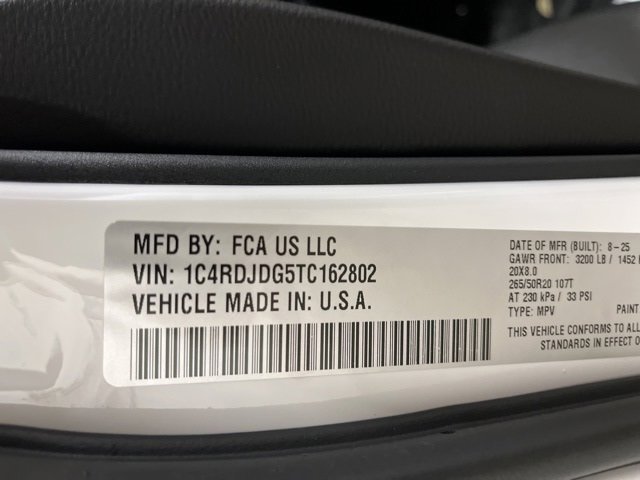 MFD BY: FCA US LLC
VIN: 1C4RDJDG5TC162802
VEHICLE MADE IN: U.S.A.
DATE OF MFR (BUILT): 8-25
GAWR FRONT: 3200 LB / 1452
20X8.0
265/50R20 107T
AT 230 kPa / 33 PSI
TYPE: MPV PAINT
THIS VEHICLE CONFORMS TO ALL
STANDARDS IN EFFECT O